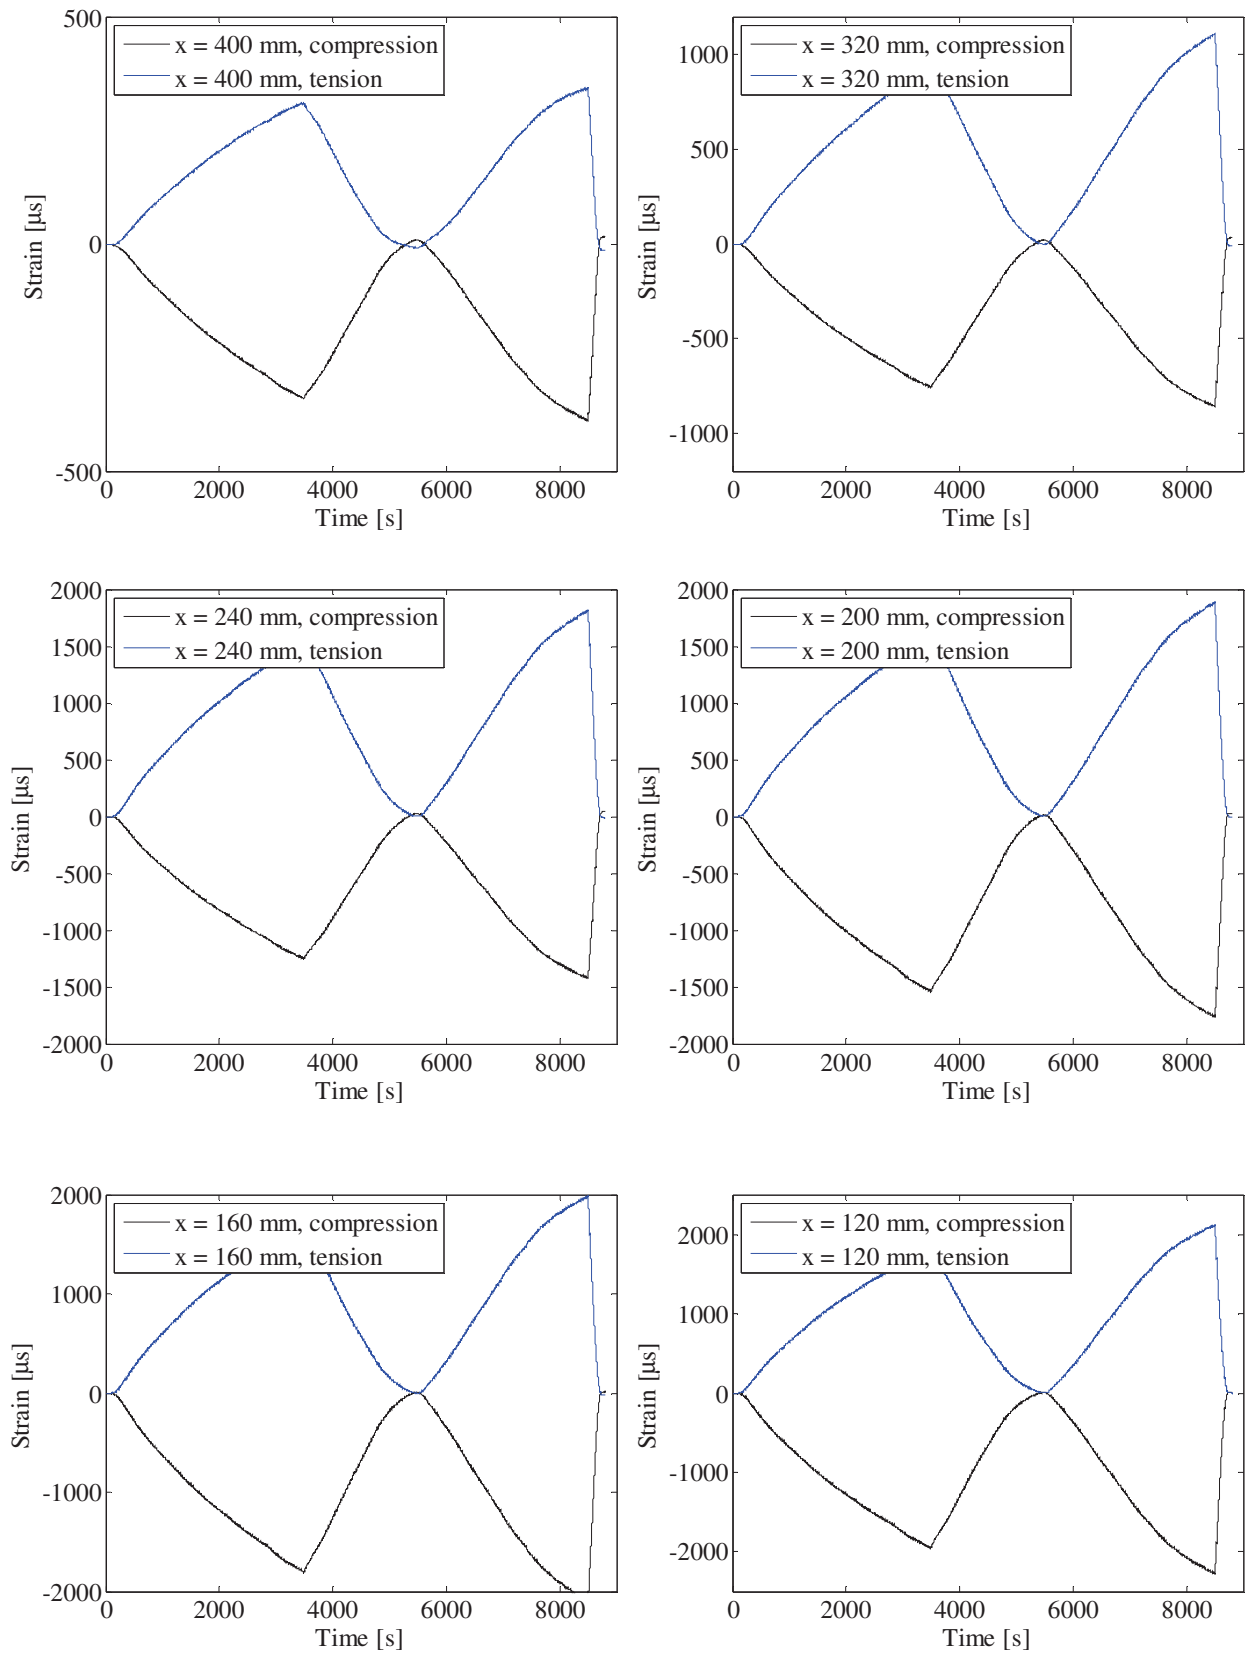 500
x = 400 mm, compression
x = 400 mm, tension
0
-500
Strain [μs]
0 2000 4000 6000 8000
Time [s]
1000
x = 320 mm, compression
x = 320 mm, tension
500
0
-500
-1000
Strain [μs]
0 2000 4000 6000 8000
Time [s]
2000
x = 240 mm, compression
x = 240 mm, tension
1500
1000
500
0
-500
-1000
-1500
-2000
Strain [μs]
0 2000 4000 6000 8000
Time [s]
2000
x = 200 mm, compression
x = 200 mm, tension
1500
1000
500
0
-500
-1000
-1500
-2000
Strain [μs]
0 2000 4000 6000 8000
Time [s]
2000
x = 160 mm, compression
x = 160 mm, tension
1000
0
-1000
-2000
Strain [μs]
0 2000 4000 6000 8000
Time [s]
x = 120 mm, compression
2000
x = 120 mm, tension
1000
0
-1000
-2000
Strain [μs]
0 2000 4000 6000 8000
Time [s]